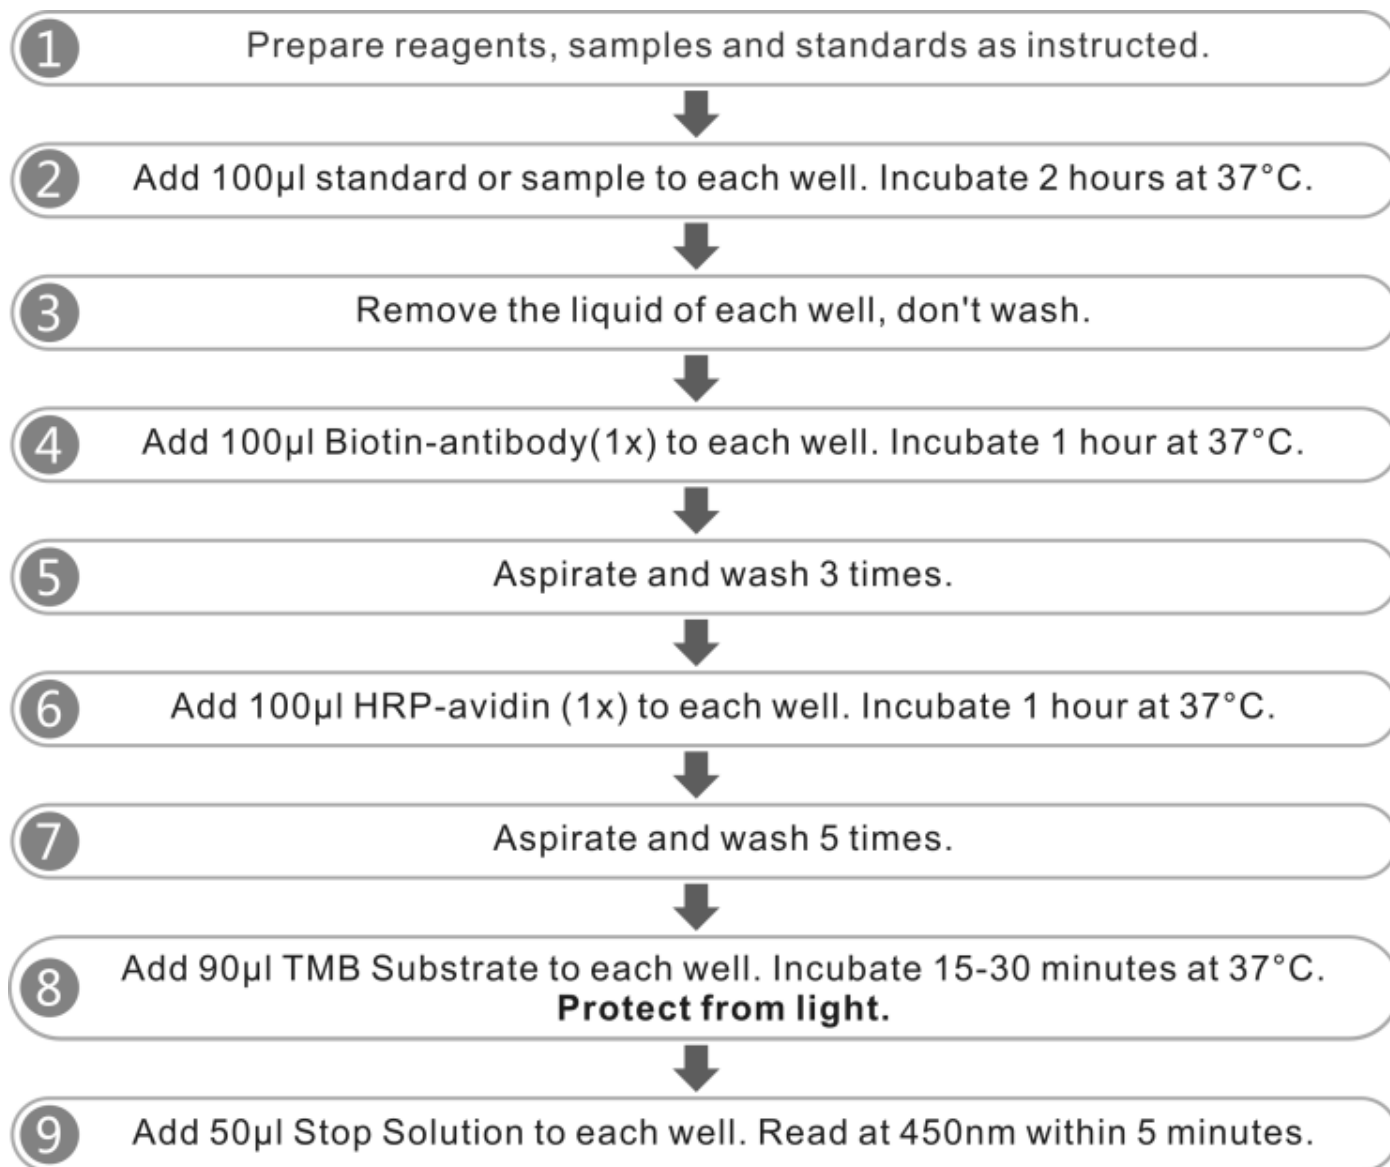 1 Prepare reagents, samples and standards as instructed.
2 Add 100µl standard or sample to each well. Incubate 2 hours at 37°C.
3 Remove the liquid of each well, don't wash.
4 Add 100µl Biotin-antibody(1x) to each well. Incubate 1 hour at 37°C.
5 Aspirate and wash 3 times.
6 Add 100µl HRP-avidin (1x) to each well. Incubate 1 hour at 37°C.
7 Aspirate and wash 5 times.
8 Add 90µl TMB Substrate to each well. Incubate 15-30 minutes at 37°C.
Protect from light.
9 Add 50µl Stop Solution to each well. Read at 450nm within 5 minutes.